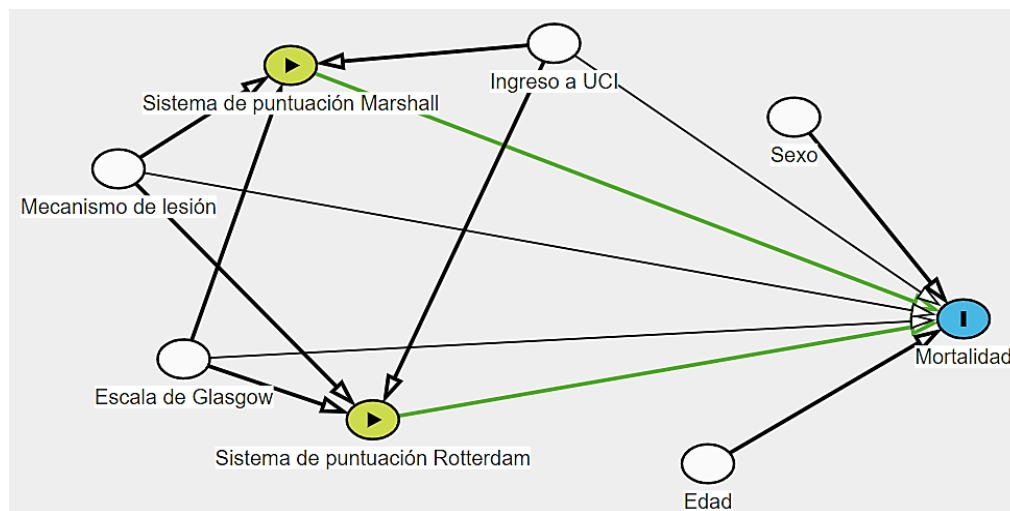 Ingreso a UCI
Sistema de puntuación Marshall
Sexo
Mecanismo de lesión
Mortalidad
Escala de Glasgow
Sistema de puntuación Rotterdam
Edad